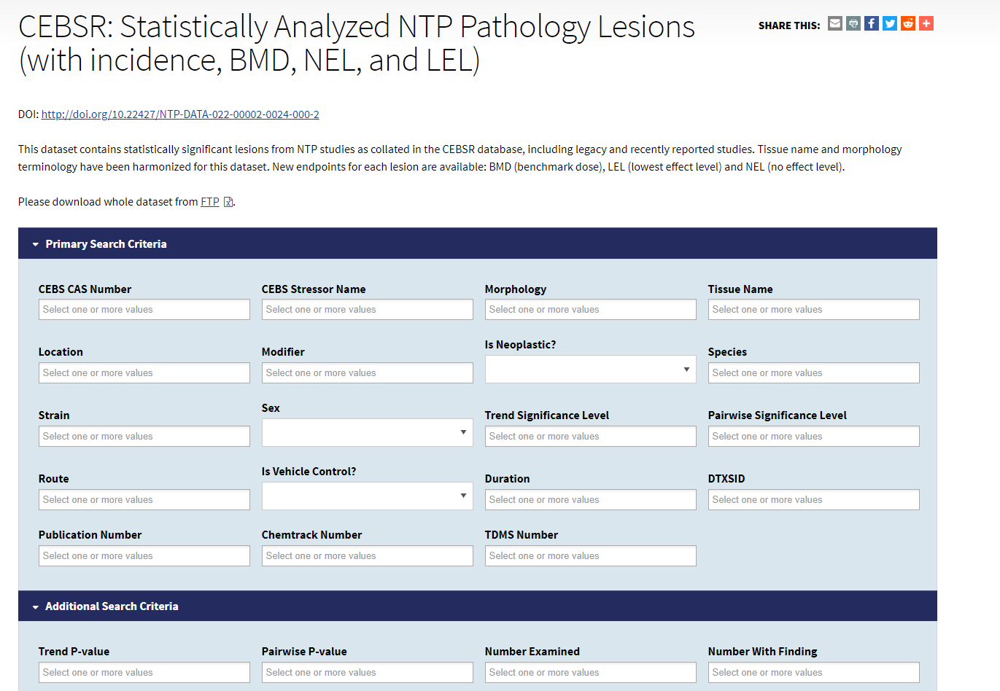 CEBSR: Statistically Analyzed NTP Pathology Lesions
(with incidence, BMD, NEL, and LEL)
SHARE THIS:
DOI: http://doi.org/10.22427/NTP-DATA-022-00002-0024-000-2
This dataset contains statistically significant lesions from NTP studies as collated in the CEBSR database, including legacy and recently reported studies. Tissue name and morphology
terminology have been harmonized for this dataset. New endpoints for each lesion are available: BMD (benchmark dose), LEL (lowest effect level) and NEL (no effect level).
Please download whole dataset from FTP .
Primary Search Criteria
CEBS CAS Number
Select one or more values
CEBS Stressor Name
Select one or more values
Morphology
Select one or more values
Tissue Name
Select one or more values
Location
Select one or more values
Modifier
Select one or more values
Is Neoplastic?
Species
Select one or more values
Strain
Select one or more values
Sex
Trend Significance Level
Select one or more values
Pairwise Significance Level
Select one or more values
Route
Select one or more values
Is Vehicle Control?
Duration
Select one or more values
DTXSID
Select one or more values
Publication Number
Select one or more values
Chemtrack Number
Select one or more values
TDMS Number
Select one or more values
Additional Search Criteria
Trend P-value
Select one or more values
Pairwise P-value
Select one or more values
Number Examined
Select one or more values
Number With Finding
Select one or more values